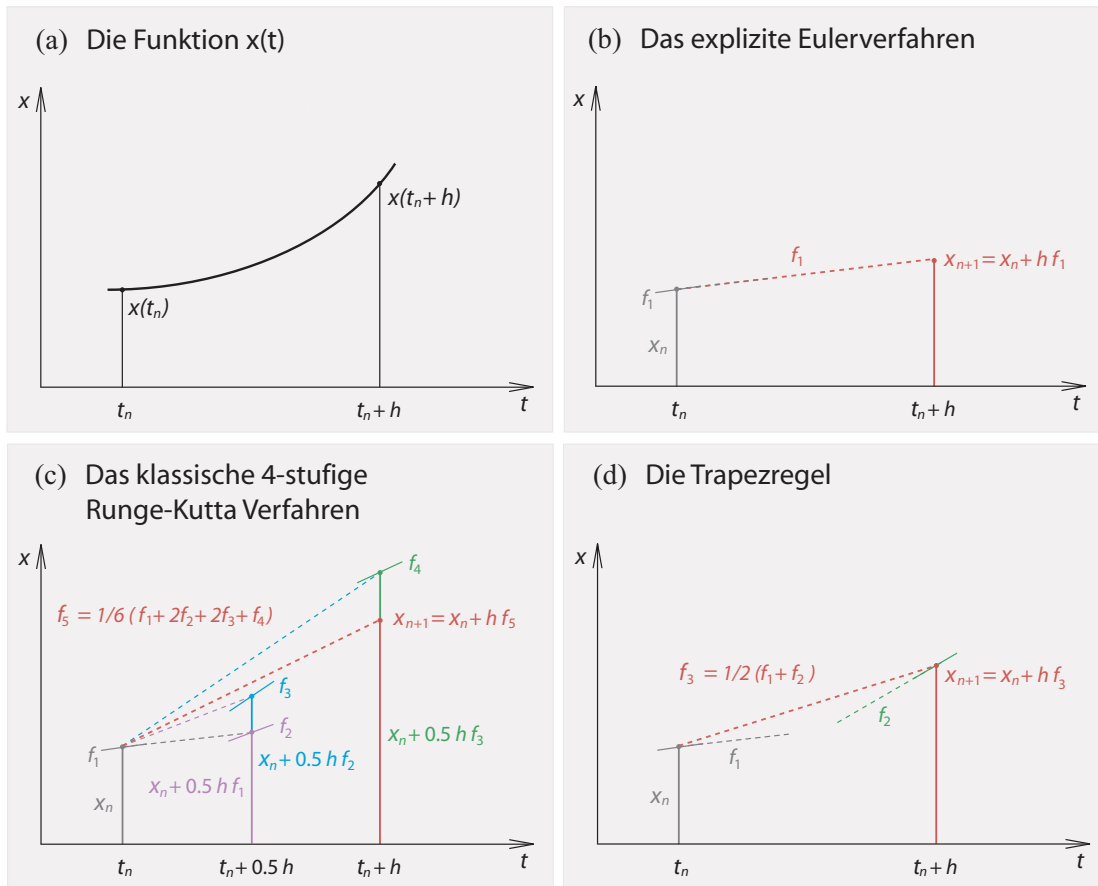 (a) Die Funktion x(t)
x
x(tₙ + h)
x(tₙ)
tₙ
tₙ + h
t
(b) Das explizite Eulerverfahren
x
f₁
xₙ₊₁ = xₙ + h f₁
f₁
xₙ
tₙ
tₙ + h
t
(c) Das klassische 4-stufige
Runge-Kutta Verfahren
x
f₄
f₅ = 1/6 (f₁ + 2f₂ + 2f₃ + f₄)
xₙ₊₁ = xₙ + h f₅
f₃
f₂
f₁
xₙ + 0.5 h f₃
xₙ + 0.5 h f₂
xₙ + 0.5 h f₁
xₙ
tₙ
tₙ + 0.5 h
tₙ + h
t
(d) Die Trapezregel
x
f₃ = 1/2 (f₁ + f₂)
xₙ₊₁ = xₙ + h f₃
f₂
f₁
xₙ
tₙ
tₙ + h
t